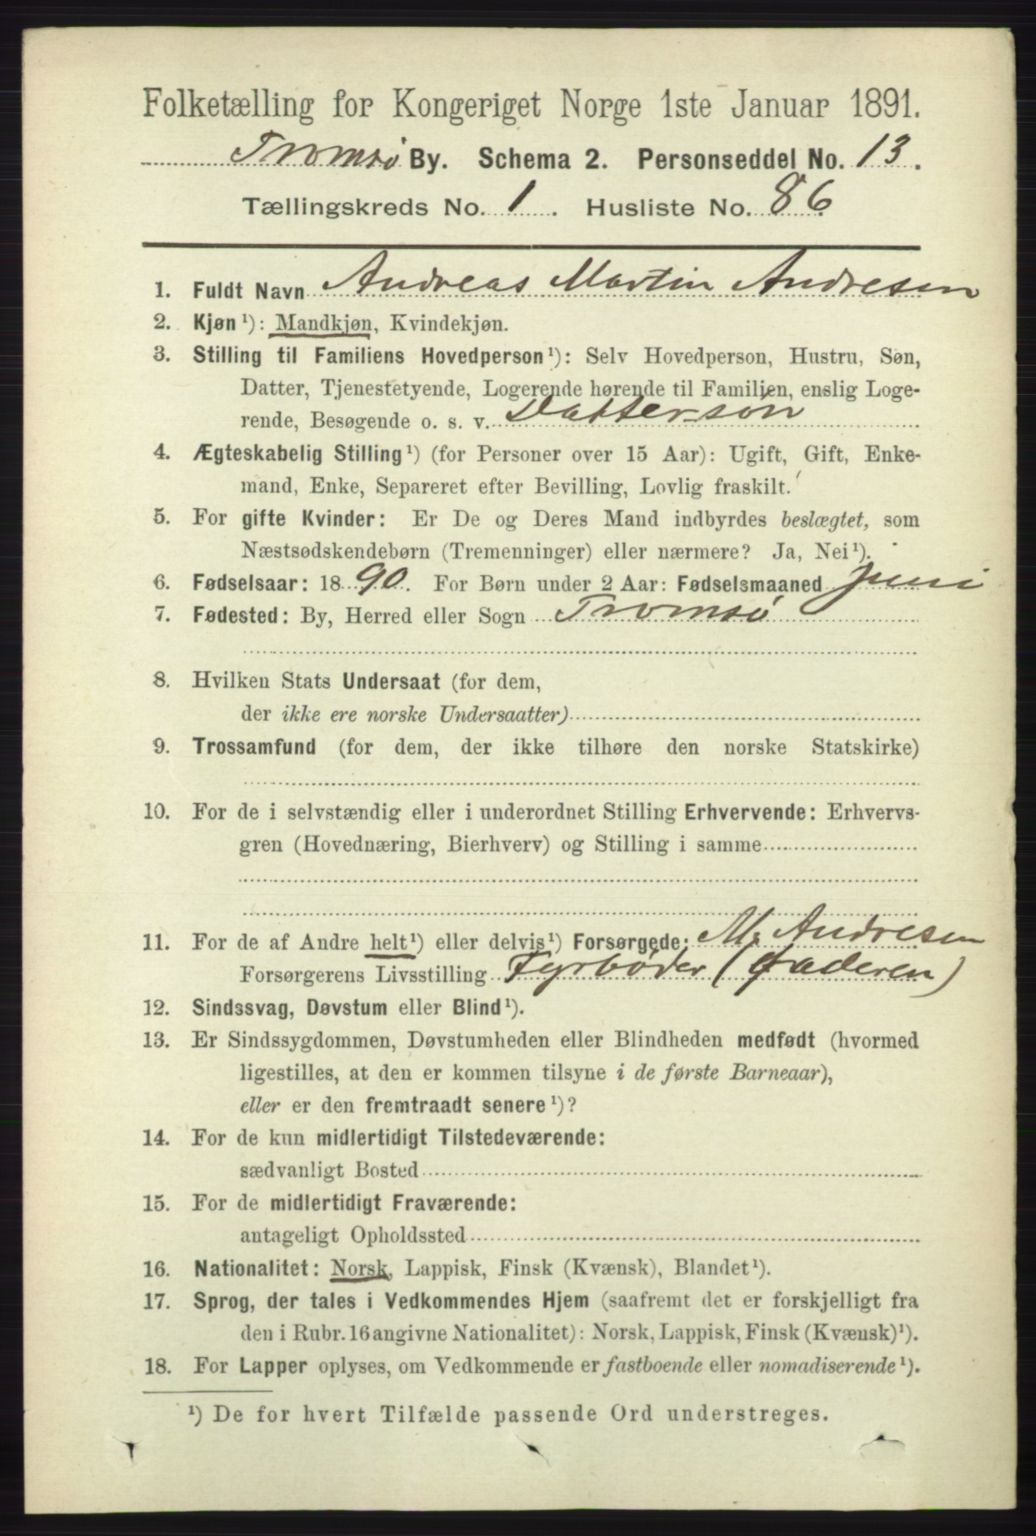 Folketælling for Kongeriget Norge 1ste Januar 1891.
Tromsø By. Schema 2. Personseddel No. 13.
Tællingskreds No. 1. Husliste No. 86
1. Fuldt Navn Andreas Martin Andresen
2. Kjøn¹): Mandkjøn, Kvindekjøn.
3. Stilling til Familiens Hovedperson¹): Selv Hovedperson, Hustru, Søn,
Datter, Tjenestetyende, Logerende hørende til Familien, enslig Loge-
rende, Besøgende o. s. v. Dattersøn
4. Ægteskabelig Stilling¹) (for Personer over 15 Aar): Ugift, Gift, Enke-
mand, Enke, Separeret efter Bevilling, Lovlig fraskilt.
5. For gifte Kvinder: Er De og Deres Mand indbyrdes beslægtet, som
Næstsødskendebørn (Tremenninger) eller nærmere? Ja, Nei¹).
6. Fødselsaar: 1890. For Børn under 2 Aar: Fødselsmaaned Juni
7. Fødested: By, Herred eller Sogn Tromsø
8. Hvilken Stats Undersaat (for dem,
der ikke ere norske Undersaatter)
9. Trossamfund (for dem, der ikke tilhøre den norske Statskirke)
10. For de i selvstændig eller i underordnet Stilling Erhvervende: Erhvervs-
gren (Hovednæring, Bierhverv) og Stilling i samme
11. For de af Andre helt¹) eller delvis¹) Forsørgede: M. Andresen
Forsørgerens Livsstilling Fyrbøder (Faderen)
12. Sindssvag, Døvstum eller Blind¹).
13. Er Sindssygdommen, Døvstumheden eller Blindheden medfødt (hvormed
ligestilles, at den er kommen tilsyne i de første Barneaar),
eller er den fremtraadt senere¹)?
14. For de kun midlertidigt Tilstedeværende:
sædvanligt Bosted
15. For de midlertidigt Fraværende:
antageligt Opholdssted
16. Nationalitet: Norsk, Lappisk, Finsk (Kvænsk), Blandet¹).
17. Sprog, der tales i Vedkommendes Hjem (saafremt det er forskjelligt fra
den i Rubr. 16 angivne Nationalitet): Norsk, Lappisk, Finsk (Kvænsk)¹).
18. For Lapper oplyses, om Vedkommende er fastboende eller nomadiserende¹).
¹) De for hvert Tilfælde passende Ord understreges.